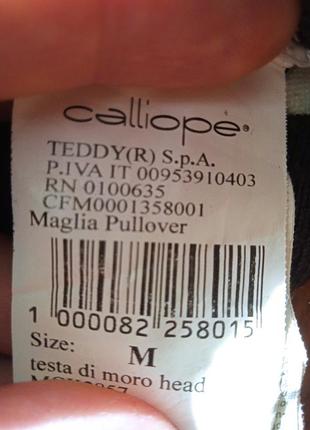 calliope®
TEDDY(R) S.p.A.
P.IVA IT 00953910403
RN 0100635
CFM0001358001
Maglia Pullover
1 000082 258015
Size: M
testa di moro head